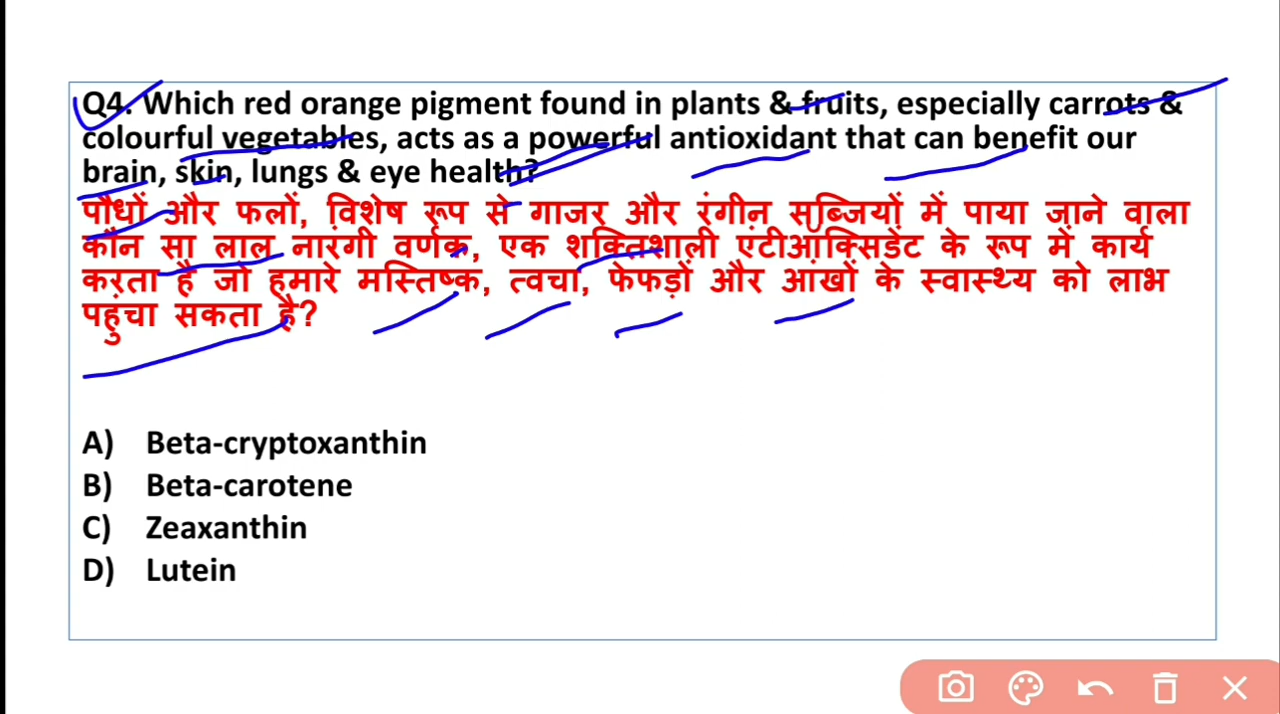 Q4. Which red orange pigment found in plants & fruits, especially carrots &
colourful vegetables, acts as a powerful antioxidant that can benefit our
brain, skin, lungs & eye health?
पौधों और फलों, विशेष रूप से गाजर और रंगीन सब्जियों में पाया जाने वाला
कौन सा लाल नारंगी वर्णक, एक शक्तिशाली एंटीऑक्सिडेंट के रूप में कार्य
करता है जो हमारे मस्तिष्क, त्वचा, फेफड़ों और आंखों के स्वास्थ्य को लाभ
पहुंचा सकता है?
A) Beta-cryptoxanthin
B) Beta-carotene
C) Zeaxanthin
D) Lutein